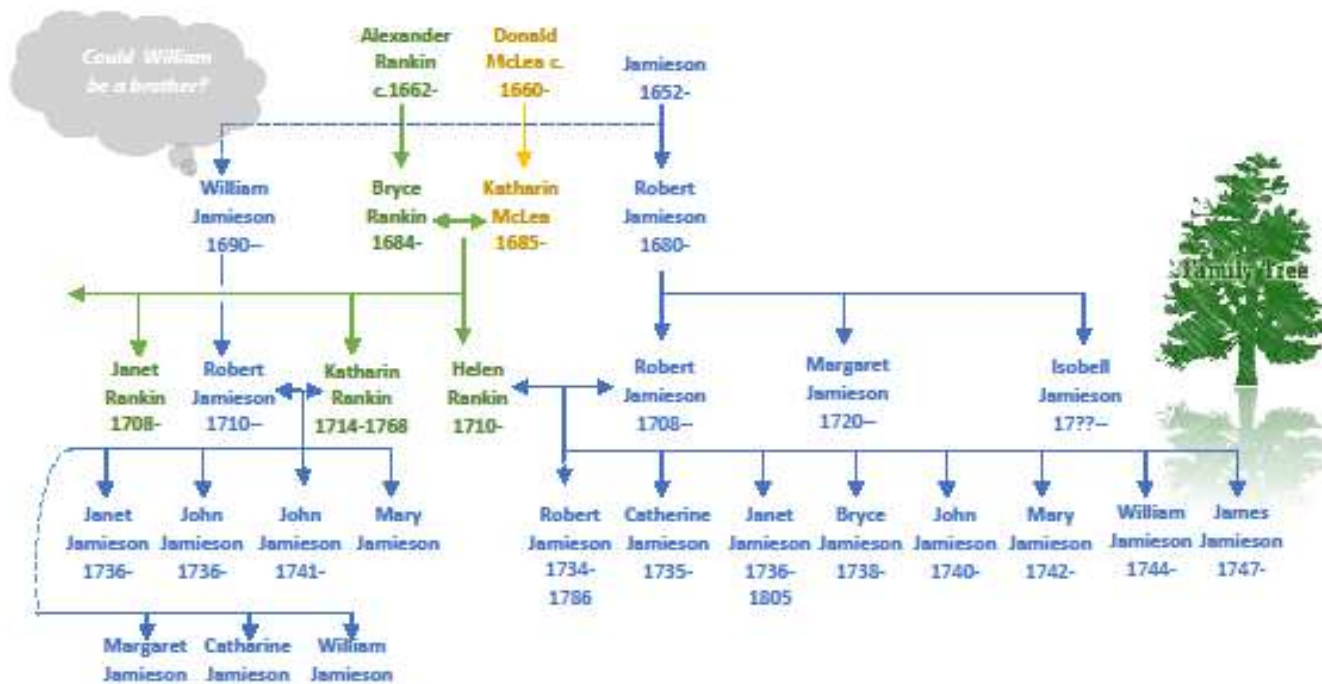 Could William
be a brother?
Alexander
Rankin
c.1662-
Donald
McLea c.
1660-
Jamieson
1652-
William
Jamieson
1690--
Bryce
Rankin
1684-
Katharin
McLea
1685-
Robert
Jamieson
1680-
Family Tree
Janet
Rankin
1708-
Robert
Jamieson
1710--
Katharin
Rankin
1714-1768
Helen
Rankin
1710-
Robert
Jamieson
1708--
Margaret
Jamieson
1720--
Isobell
Jamieson
17??--
Janet
Jamieson
1736-
John
Jamieson
1736-
John
Jamieson
1741-
Mary
Jamieson
Robert
Jamieson
1734-
1786
Catherine
Jamieson
1735-
Janet
Jamieson
1736-
1805
Bryce
Jamieson
1738-
John
Jamieson
1740-
Mary
Jamieson
1742-
William
Jamieson
1744-
James
Jamieson
1747-
Margaret
Jamieson
Catharine
Jamieson
William
Jamieson